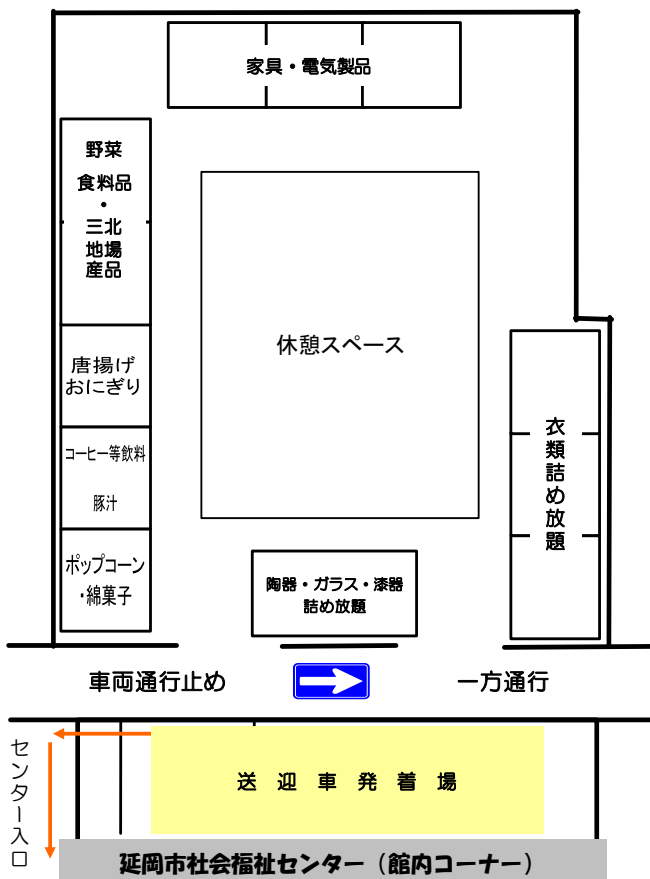 家具・電気製品
野菜
食料品
・
三北
地場
産品
休憩スペース
唐揚げ
おにぎり
衣類詰め放題
コーヒー等飲料
豚汁
ポップコーン
・綿菓子
陶器・ガラス・漆器
詰め放題
車両通行止め
一方通行
センター入口
送迎車発着場
延岡市社会福祉センター（館内コーナー）